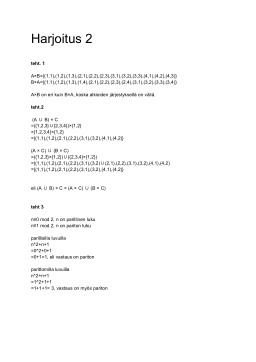 Harjoitus 2
teht. 1
A×B={(1,1),(1,2),(1,3),(2,1),(2,2),(2,3),(3,1),(3,2),(3,3),(4,1),(4,2),(4,3)}
B×A={(1,1),(1,2),(1,3),(1,4),(2,1),(2,2),(2,3),(2,4),(3,1),(3,2),(3,3),(3,4)}
A×B on eri kuin B×A, koska alkioiden järjestyksellä on väliä.
teht.2
(A ∪ B) × C
=({1,2,3}∪{2,3,4})×{1,2}
={1,2,3,4}×{1,2}
={(1,1),(1,2),(2,1),(2,2),(3,1),(3,2),(4,1),(4,2)}
(A × C) ∪ (B × C)
=({1,2,3}×{1,2})∪({2,3,4}×{1,2})
={(1,1),(1,2),(2,1),(2,2),(3,1),(3,2)∪(2,1),(2,2),(3,1),(3,2),(4,1),(4,2)
={(1,1),(1,2),(2,1),(2,2),(3,1),(3,2),(4,1),(4,2)}
eli (A ∪ B) × C = (A × C) ∪ (B × C)
teht 3
n≡0 mod 2, n on parillinen luku
n≡1 mod 2, n on pariton luku
parillisilla luvuilla
n^2+n+1
=0^2+0+1
=0+1=1, eli vastaus on pariton
parittomilla luvuilla
n^2+n+1
=1^2+1+1
=1+1+1= 3, vastaus on myös pariton